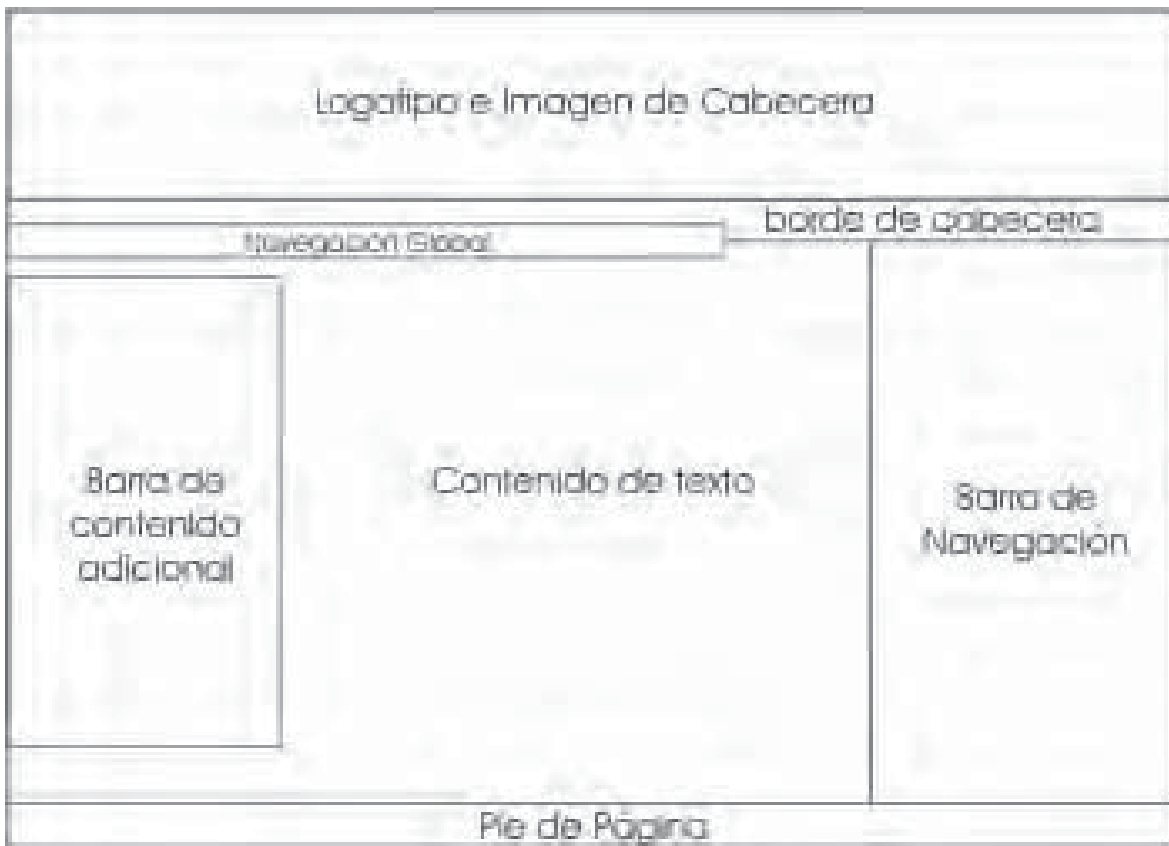 Logotipo e Imagen de Cabecera
borde de cabecera
Navegación Global
Barra de
contenido
adicional
Contenido de texto
Barra de
Navegación
Pie de Página